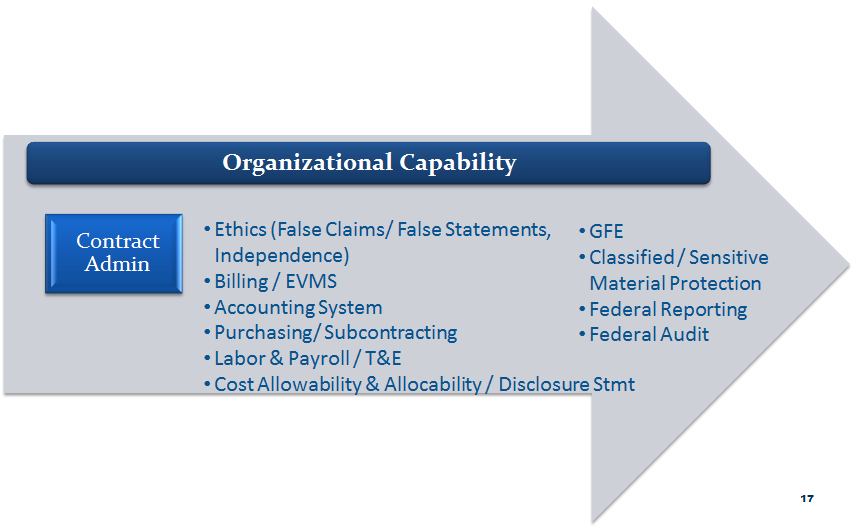 Organizational Capability
Contract
Admin
• Ethics (False Claims/ False Statements,
Independence)
• Billing / EVMS
• Accounting System
• Purchasing/ Subcontracting
• Labor & Payroll / T&E
• Cost Allowability & Allocability / Disclosure Stmt
• GFE
• Classified / Sensitive
Material Protection
• Federal Reporting
• Federal Audit
17